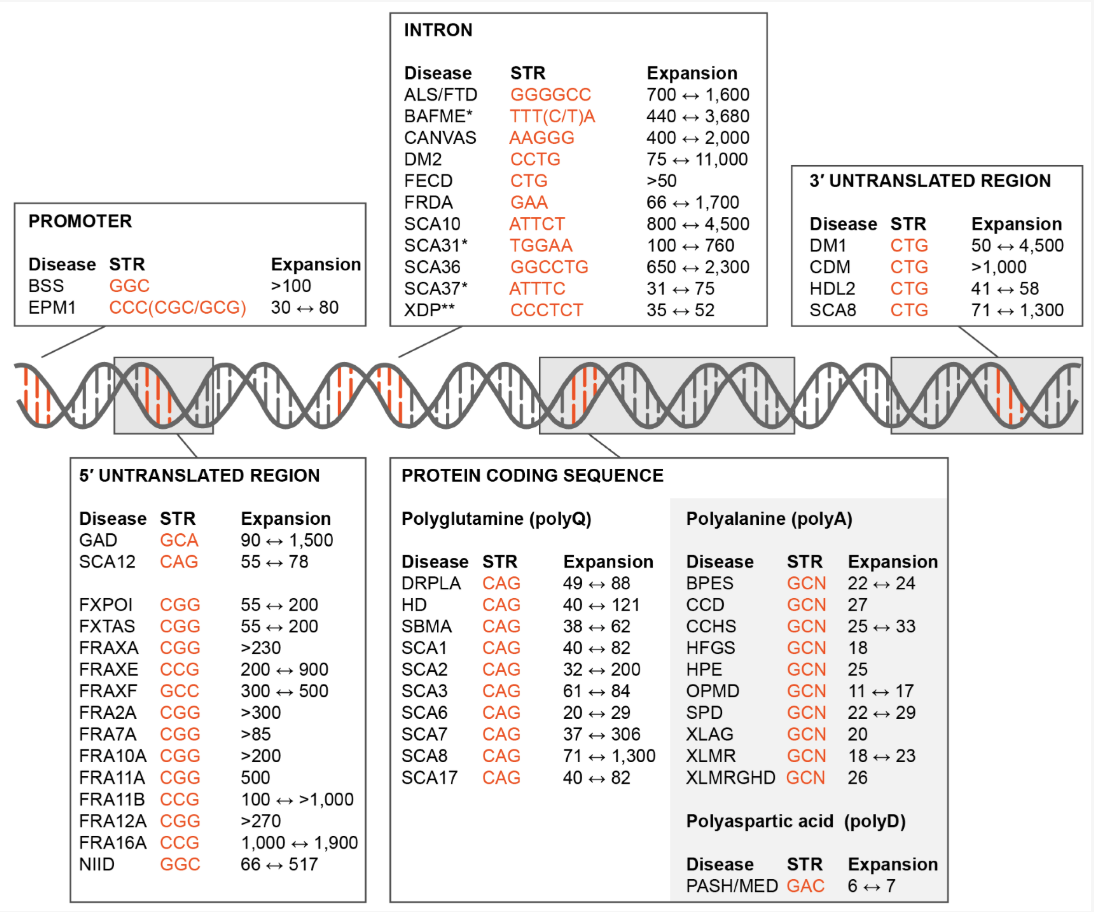 PROMOTER
Disease STR Expansion
BSS GGC >100
EPM1 CCC(CGC/GCG) 30 ↔ 80
INTRON
Disease STR Expansion
ALS/FTD GGGGCC 700 ↔ 1,600
BAFME* TTT(C/T)A 440 ↔ 3,680
CANVAS AAGGG 400 ↔ 2,000
DM2 CCTG 75 ↔ 11,000
FECD CTG >50
FRDA GAA 66 ↔ 1,700
SCA10 ATTCT 800 ↔ 4,500
SCA31* TGGAA 100 ↔ 760
SCA36 GGCCTG 650 ↔ 2,300
SCA37* ATTTC 31 ↔ 75
XDP** CCCTCT 35 ↔ 52
3′ UNTRANSLATED REGION
Disease STR Expansion
DM1 CTG 50 ↔ 4,500
CDM CTG >1,000
HDL2 CTG 41 ↔ 58
SCA8 CTG 71 ↔ 1,300
5′ UNTRANSLATED REGION
Disease STR Expansion
GAD GCA 90 ↔ 1,500
SCA12 CAG 55 ↔ 78
FXPOI CGG 55 ↔ 200
FXTAS CGG 55 ↔ 200
FRAXA CGG >230
FRAXE CCG 200 ↔ 900
FRAXF GCC 300 ↔ 500
FRA2A CGG >300
FRA7A CGG >85
FRA10A CGG >200
FRA11A CGG 500
FRA11B CCG 100 ↔ >1,000
FRA12A CGG >270
FRA16A CCG 1,000 ↔ 1,900
NIID GGC 66 ↔ 517
PROTEIN CODING SEQUENCE
Polyglutamine (polyQ)
Disease STR Expansion
DRPLA CAG 49 ↔ 88
HD CAG 40 ↔ 121
SBMA CAG 38 ↔ 62
SCA1 CAG 40 ↔ 82
SCA2 CAG 32 ↔ 200
SCA3 CAG 61 ↔ 84
SCA6 CAG 20 ↔ 29
SCA7 CAG 37 ↔ 306
SCA8 CAG 71 ↔ 1,300
SCA17 CAG 40 ↔ 82
Polyalanine (polyA)
Disease STR Expansion
BPES GCN 22 ↔ 24
CCD GCN 27
CCHS GCN 25 ↔ 33
HFGS GCN 18
HPE GCN 25
OPMD GCN 11 ↔ 17
SPD GCN 22 ↔ 29
XLAG GCN 20
XLMR GCN 18 ↔ 23
XLMRGHD GCN 26
Polyaspartic acid (polyD)
Disease STR Expansion
PASH/MED GAC 6 ↔ 7